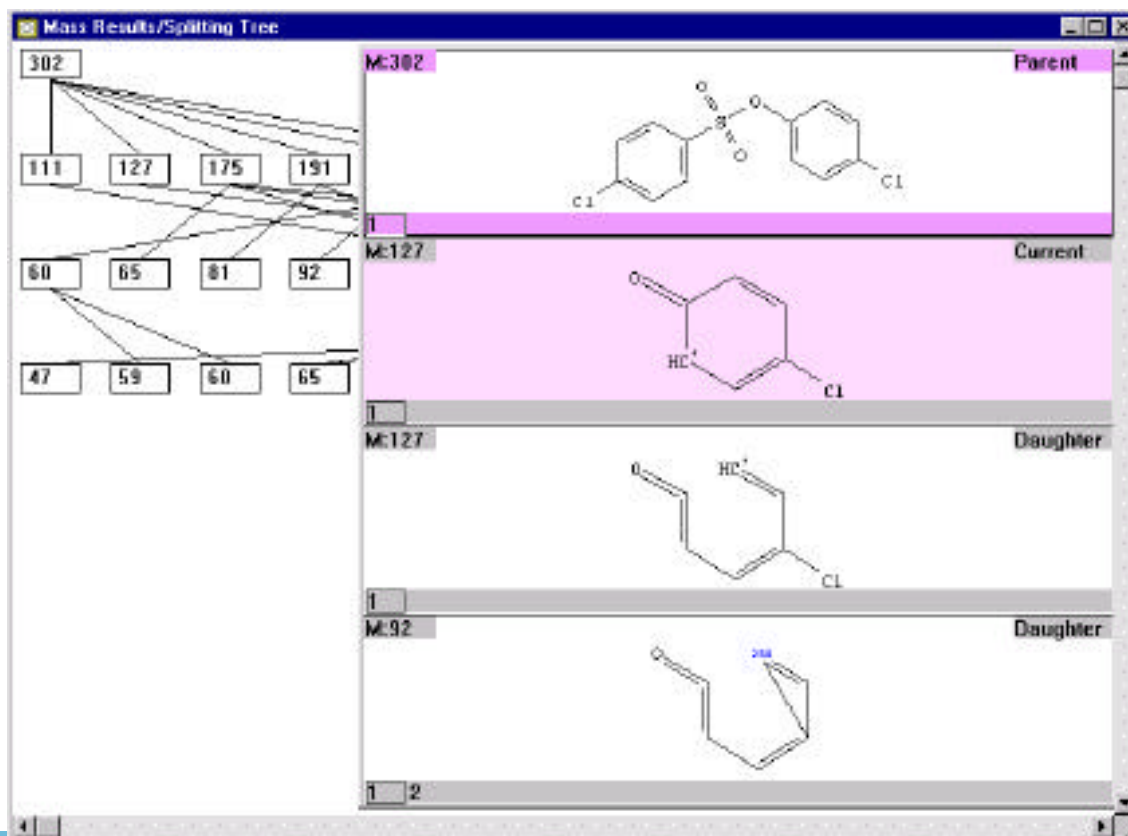 Mass Results/Splitting Tree
302
111 127 175 191
60 65 81 92
47 59 60 65
M:302 Parent
O
O
S
O
Cl
Cl
1
M:127 Current
O
HC+
Cl
1
M:127 Daughter
O HC+
Cl
1
M:92 Daughter
O
1 2